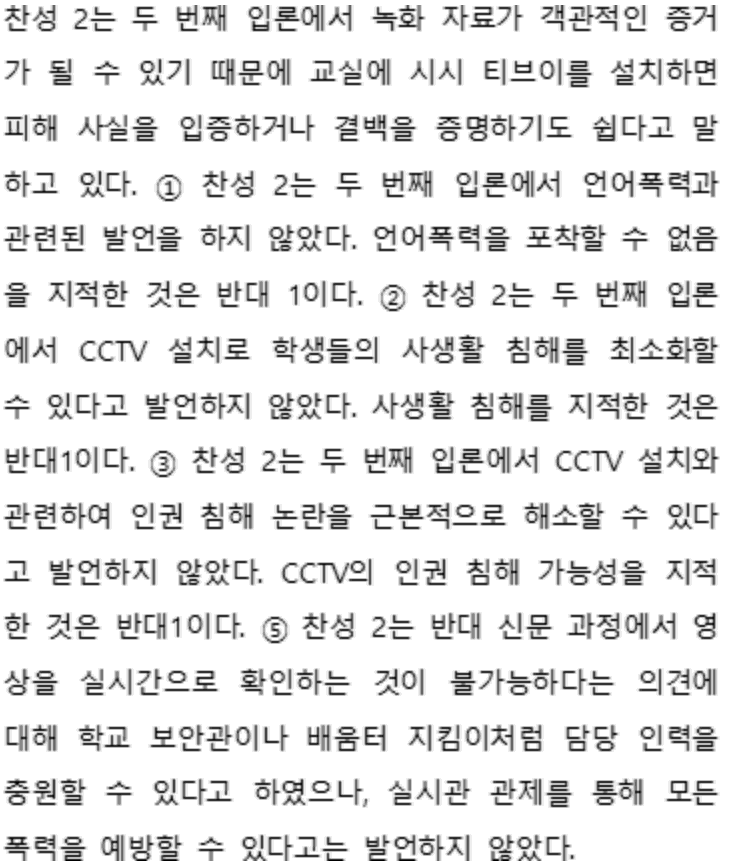 찬성 2는 두 번째 입론에서 녹화 자료가 객관적인 증거
가 될 수 있기 때문에 교실에 시시 티브이를 설치하면
피해 사실을 입증하거나 결백을 증명하기도 쉽다고 말
하고 있다. ① 찬성 2는 두 번째 입론에서 언어폭력과
관련된 발언을 하지 않았다. 언어폭력을 포착할 수 없음
을 지적한 것은 반대 1이다. ② 찬성 2는 두 번째 입론
에서 CCTV 설치로 학생들의 사생활 침해를 최소화할
수 있다고 발언하지 않았다. 사생활 침해를 지적한 것은
반대1이다. ③ 찬성 2는 두 번째 입론에서 CCTV 설치와
관련하여 인권 침해 논란을 근본적으로 해소할 수 있다
고 발언하지 않았다. CCTV의 인권 침해 가능성을 지적
한 것은 반대1이다. ⑤ 찬성 2는 반대 신문 과정에서 영
상을 실시간으로 확인하는 것이 불가능하다는 의견에
대해 학교 보안관이나 배움터 지킴이처럼 담당 인력을
충원할 수 있다고 하였으나, 실시관 관제를 통해 모든
폭력을 예방할 수 있다고는 발언하지 않았다.